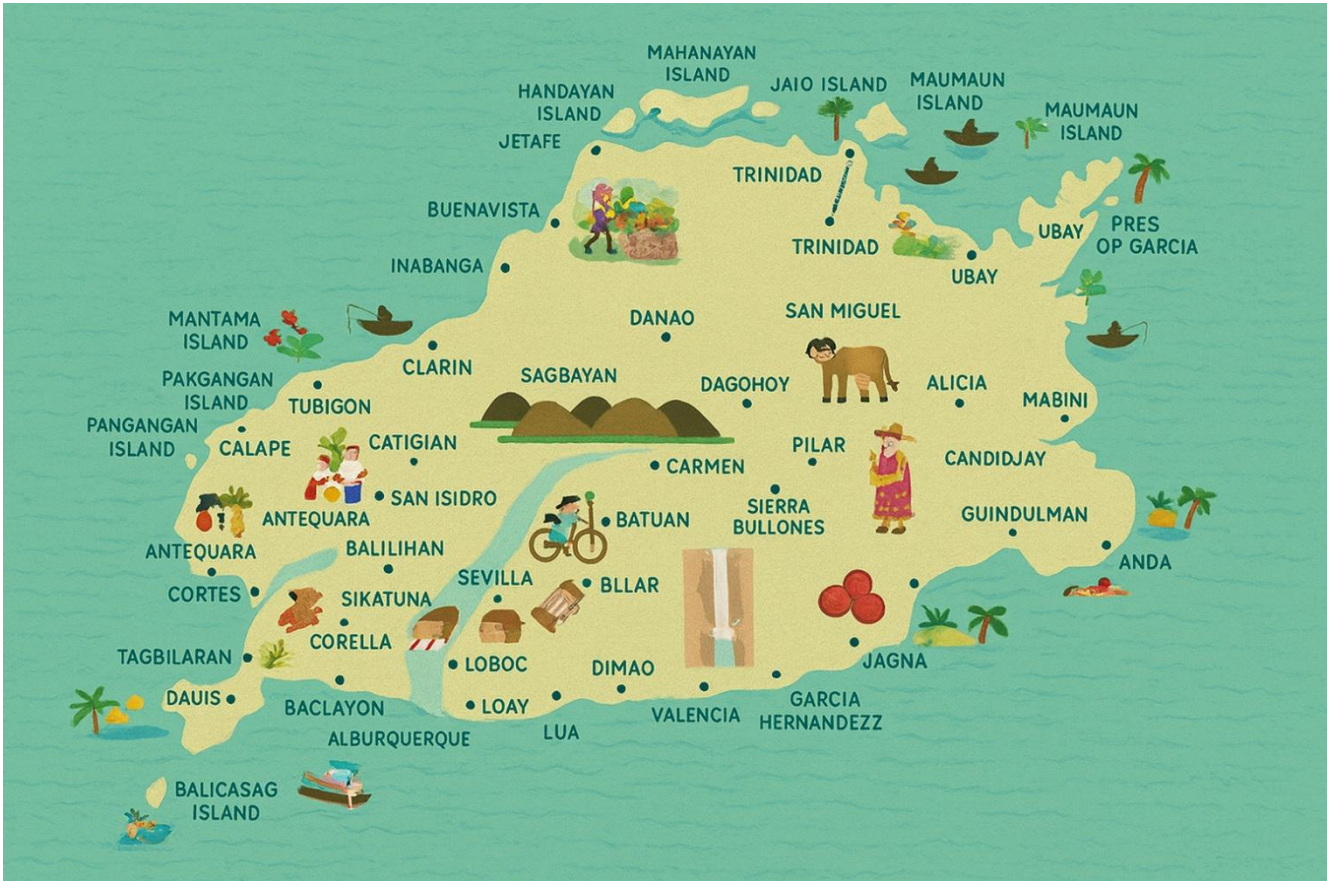 MAHANAYAN
ISLAND
HANDAYAN
ISLAND
JAIO ISLAND
MAUMAUN
ISLAND
MAUMAUN
ISLAND
JETAFE
TRINIDAD
BUENAVISTA
UBAY
PRES
OP GARCIA
TRINIDAD
INABANGA
UBAY
MANTAMA
ISLAND
DANAO
SAN MIGUEL
CLARIN
SAGBAYAN
PAKGANGAN
ISLAND
DAGOHOY
ALICIA
TUBIGON
MABINI
PANGANGAN
ISLAND
CALAPE
CATIGIAN
PILAR
CANDIDJAY
CARMEN
SAN ISIDRO
SIERRA
BULLONES
ANTEQUARA
BATUAN
GUINDULMAN
ANTEQUARA
BALILIHAN
ANDA
CORTES
SEVILLA
BLLAR
SIKATUNA
CORELLA
TAGBILARAN
LOBOC
DIMAO
JAGNA
DAUIS
BACLAYON
LOAY
VALENCIA
GARCIA
HERNANDEZZ
ALBURQUERQUE
LUA
BALICASAG
ISLAND